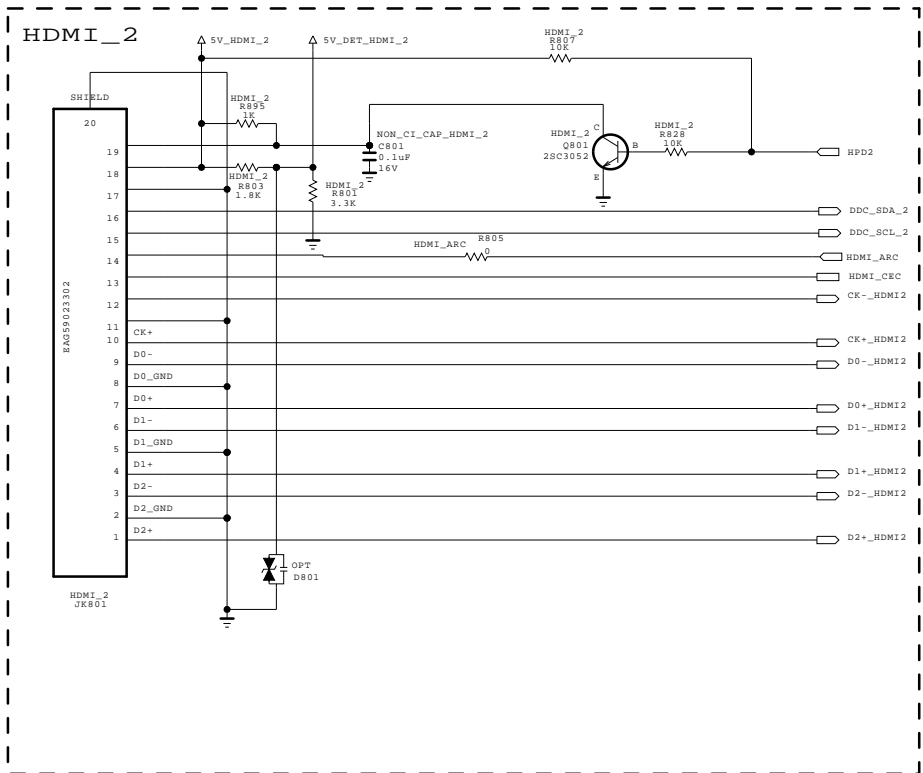 HDMI_2
5V_HDMI_2
5V_DET_HDMI_2
HDMI_2
R807
10K
SHIELD
20
HDMI_2
R895
1K
NON_CI_CAP_HDMI_2
C801
0.1uF
16V
HDMI_2
Q801
2SC3052
C
B
E
HDMI_2
R828
10K
HPD2
19
18
HDMI_2
R803
1.8K
HDMI_2
R801
3.3K
17
16
DDC_SDA_2
15
DDC_SCL_2
14
HDMI_ARC
R805
0
HDMI_ARC
13
HDMI_CEC
12
CK-_HDMI2
EAG59023302
11
CK+
10
CK+_HDMI2
D0-
9
D0-_HDMI2
D0_GND
8
D0+
7
D0+_HDMI2
D1-
6
D1-_HDMI2
D1_GND
5
D1+
4
D1+_HDMI2
D2-
3
D2-_HDMI2
D2_GND
2
D2+
1
D2+_HDMI2
OPT
D801
HDMI_2
JK801